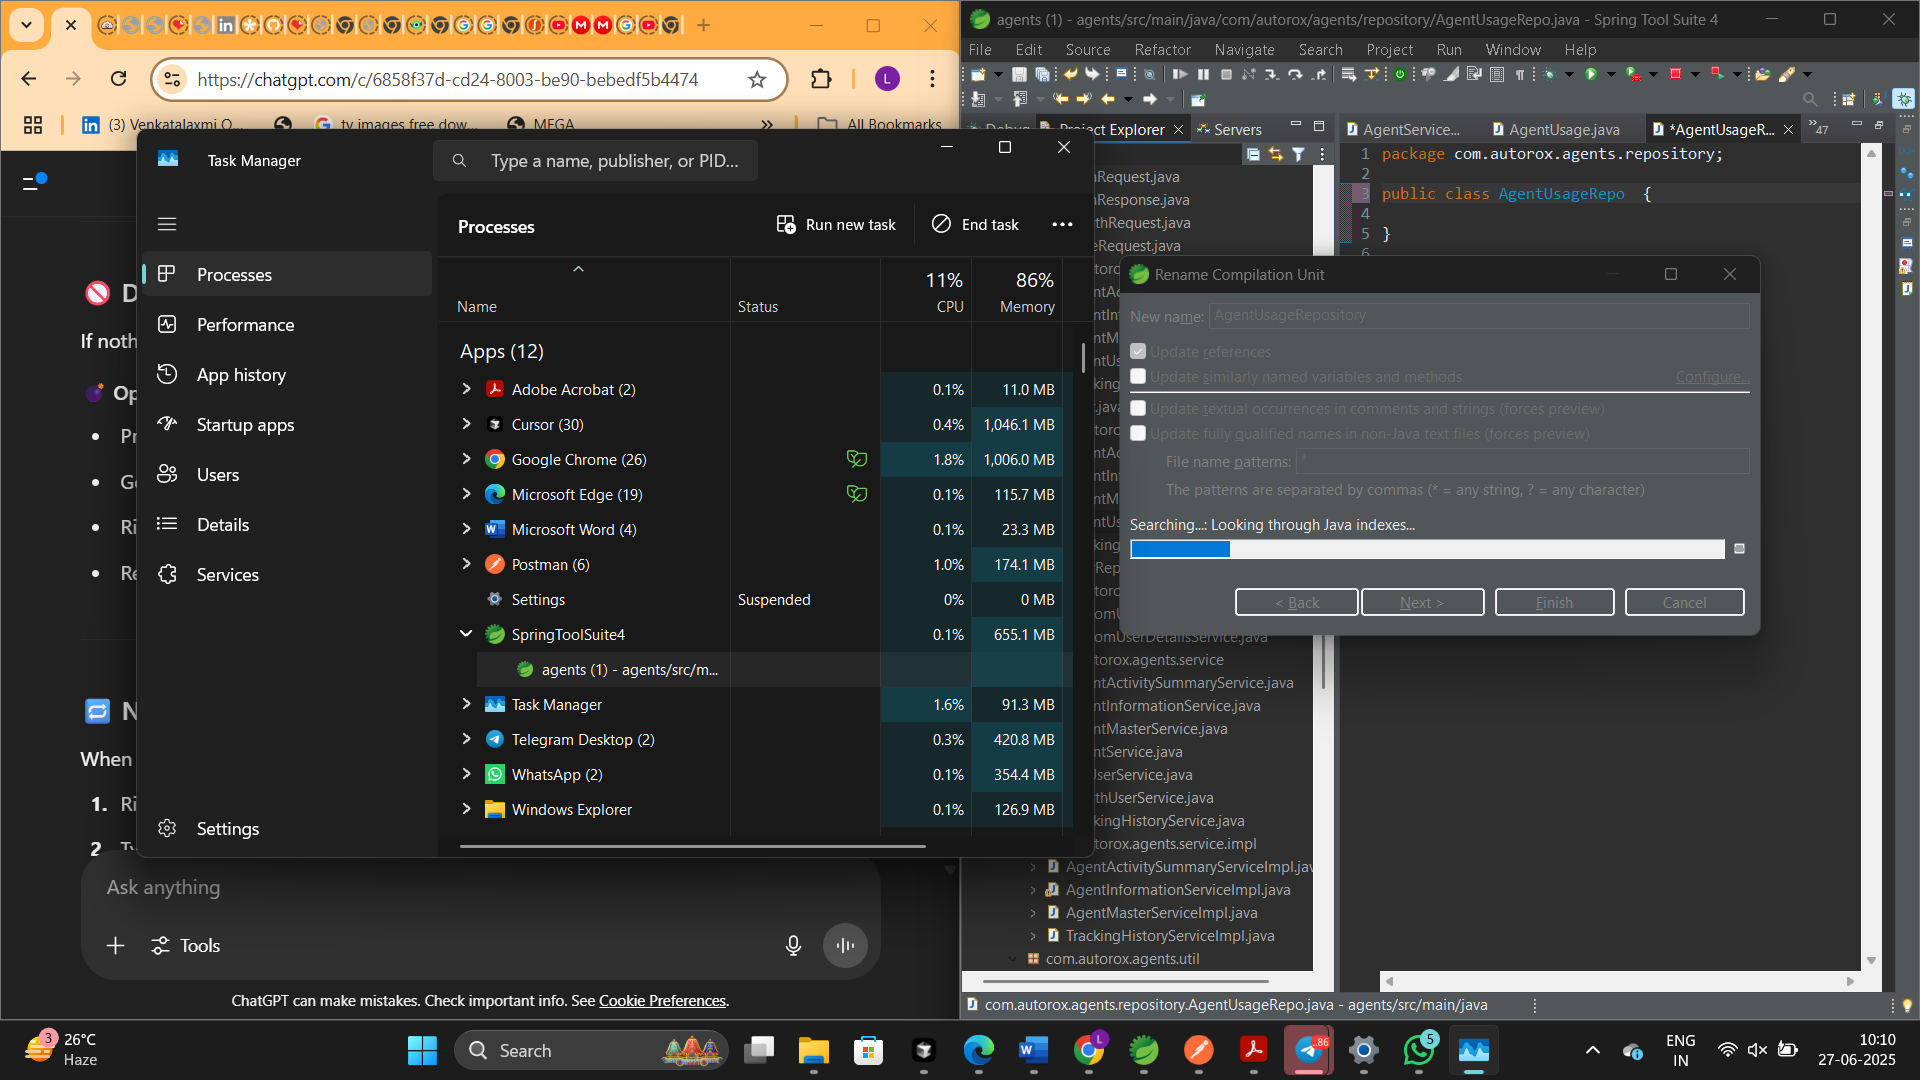 https://chatgpt.com/c/6858f37d-cd24-8003-be90-bebedf5b4474
L
(3) Venkatalaxmi O...
tv images free dow...
MEGA
All Bookmarks
D
If noth
Op
Pr
Ri
Re
N
When
1. Ri
2.
Ask anything
Tools
ChatGPT can make mistakes. Check important info. See Cookie Preferences.
Task Manager
Type a name, publisher, or PID...
Processes
Performance
App history
Startup apps
Users
Details
Services
Settings
Processes
Run new task
End task
11% 86%
Name Status CPU Memory
Apps (12)
Adobe Acrobat (2) 0.1% 11.0 MB
Cursor (30) 0.4% 1,046.1 MB
Google Chrome (26) 1.8% 1,006.0 MB
Microsoft Edge (19) 0.1% 115.7 MB
Microsoft Word (4) 0.1% 23.3 MB
Postman (6) 1.0% 174.1 MB
Settings Suspended 0% 0 MB
SpringToolSuite4 0.1% 655.1 MB
agents (1) - agents/src/m...
Task Manager 1.6% 91.3 MB
Telegram Desktop (2) 0.3% 420.8 MB
WhatsApp (2) 0.1% 354.4 MB
Windows Explorer 0.1% 126.9 MB
agents (1) - agents/src/main/java/com/autorox/agents/repository/AgentUsageRepo.java - Spring Tool Suite 4
File Edit Source Refactor Navigate Search Project Run Window Help
Debug Project Explorer Servers
AgentService... AgentUsage.java *AgentUsageR... 47
nRequest.java
nResponse.java
thRequest.java
eRequest.java
1 package com.autorox.agents.repository;
2
3 public class AgentUsageRepo {
4
5 }
6
Rename Compilation Unit
New name: AgentUsageRepository
Update references
Update similarly named variables and methods Configure...
Update textual occurrences in comments and strings (forces preview)
Update fully qualified names in non-Java text files (forces preview)
File name patterns: *
The patterns are separated by commas (* = any string, ? = any character)
Searching...: Looking through Java indexes...
< Back Next > Finish Cancel
omUserDetailsService.java
torox.agents.service
ntActivitySummaryService.java
ntInformationService.java
ntMasterService.java
ntService.java
UserService.java
thUserService.java
kingHistoryService.java
torox.agents.service.impl
AgentActivitySummaryServiceImpl.jav
AgentInformationServiceImpl.java
AgentMasterServiceImpl.java
TrackingHistoryServiceImpl.java
com.autorox.agents.util
com.autorox.agents.repository.AgentUsageRepo.java - agents/src/main/java
3
26°C
Haze
Search
L
86
5
ENG
IN
10:10
27-06-2025